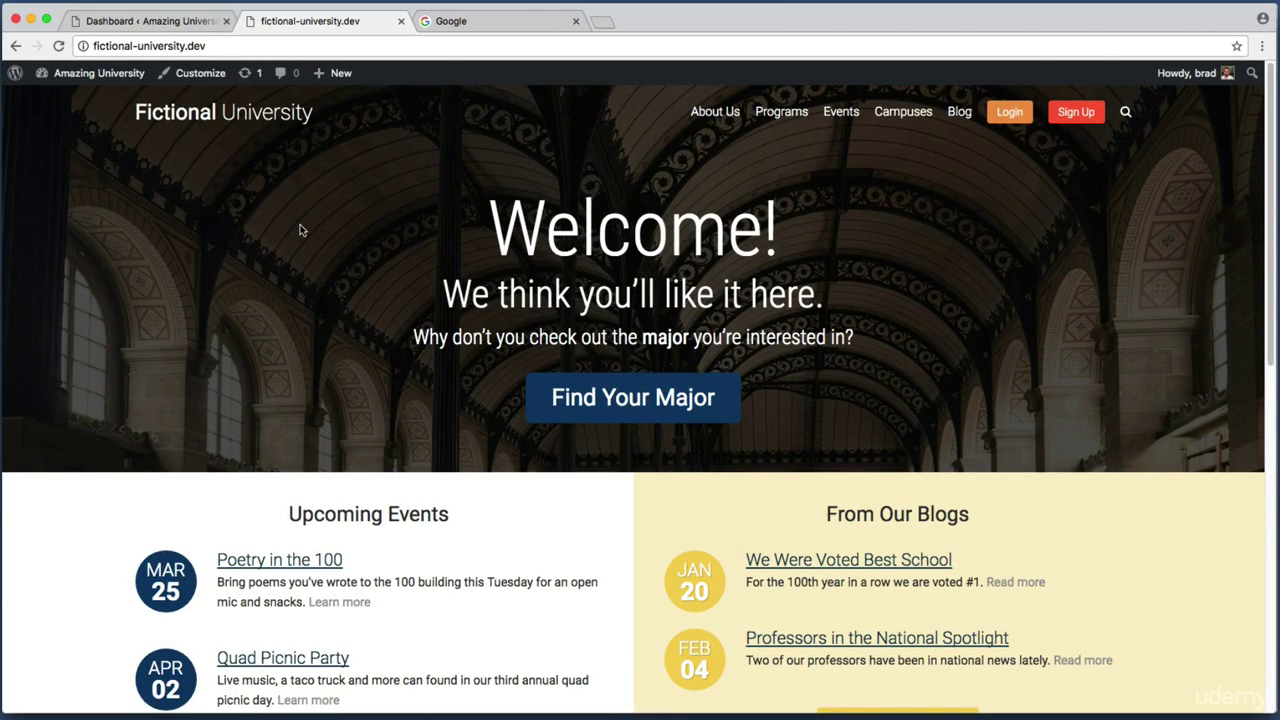 Dashboard ‹ Amazing Universi
fictional-university.dev
Google
fictional-university.dev
Amazing University
Customize
1
0
New
Howdy, brad
Fictional University
About Us
Programs
Events
Campuses
Blog
Login
Sign Up
Welcome!
We think you'll like it here.
Why don't you check out the major you're interested in?
Find Your Major
Upcoming Events
MAR
25
Poetry in the 100
Bring poems you've wrote to the 100 building this Tuesday for an open
mic and snacks. Learn more
APR
02
Quad Picnic Party
Live music, a taco truck and more can found in our third annual quad
picnic day. Learn more
From Our Blogs
JAN
20
We Were Voted Best School
For the 100th year in a row we are voted #1. Read more
FEB
04
Professors in the National Spotlight
Two of our professors have been in national news lately. Read more
udemy